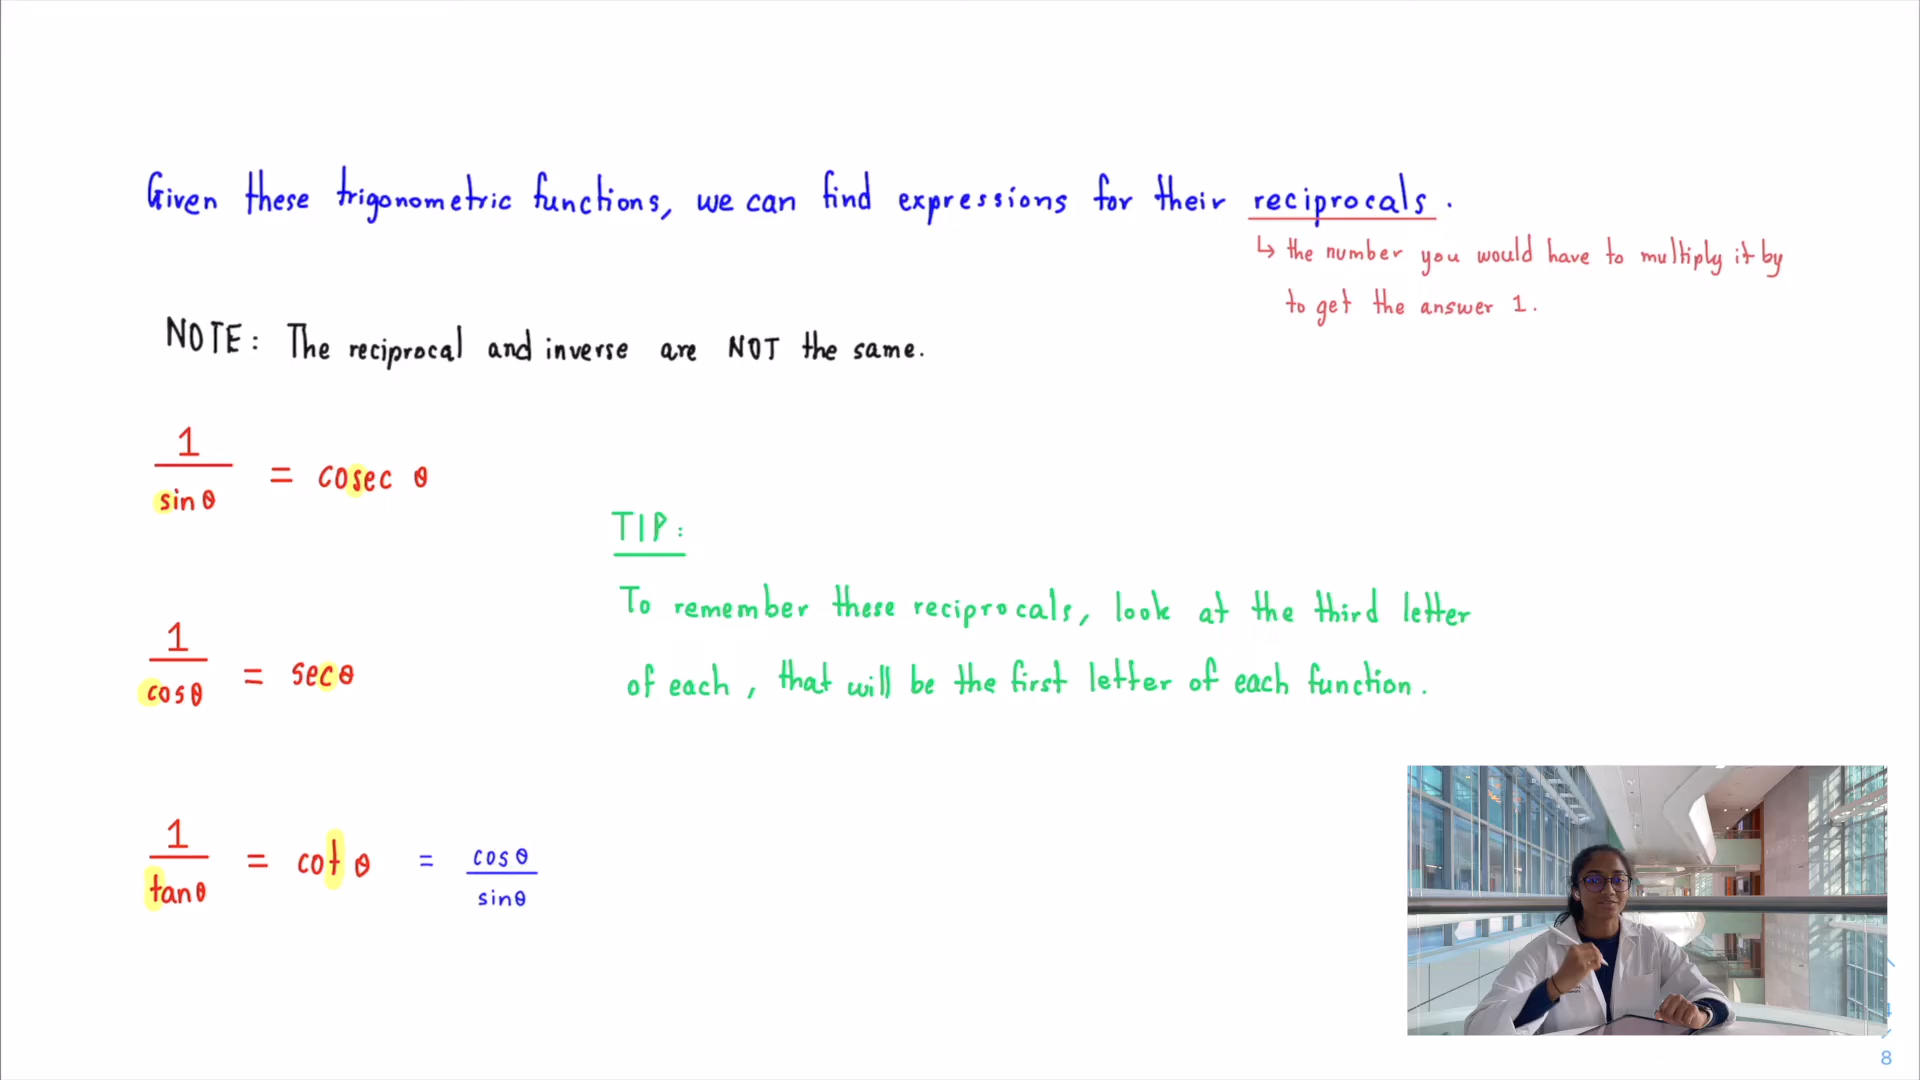 Given these trigonometric functions, we can find expressions for their reciprocals.
↳ the number you would have to multiply it by
to get the answer 1.
NOTE: The reciprocal and inverse are NOT the same.
1/sin θ = cosec θ
TIP:
To remember these reciprocals, look at the third letter
of each, that will be the first letter of each function.
1/cos θ = sec θ
1/tan θ = cot θ = cos θ/sin θ
8